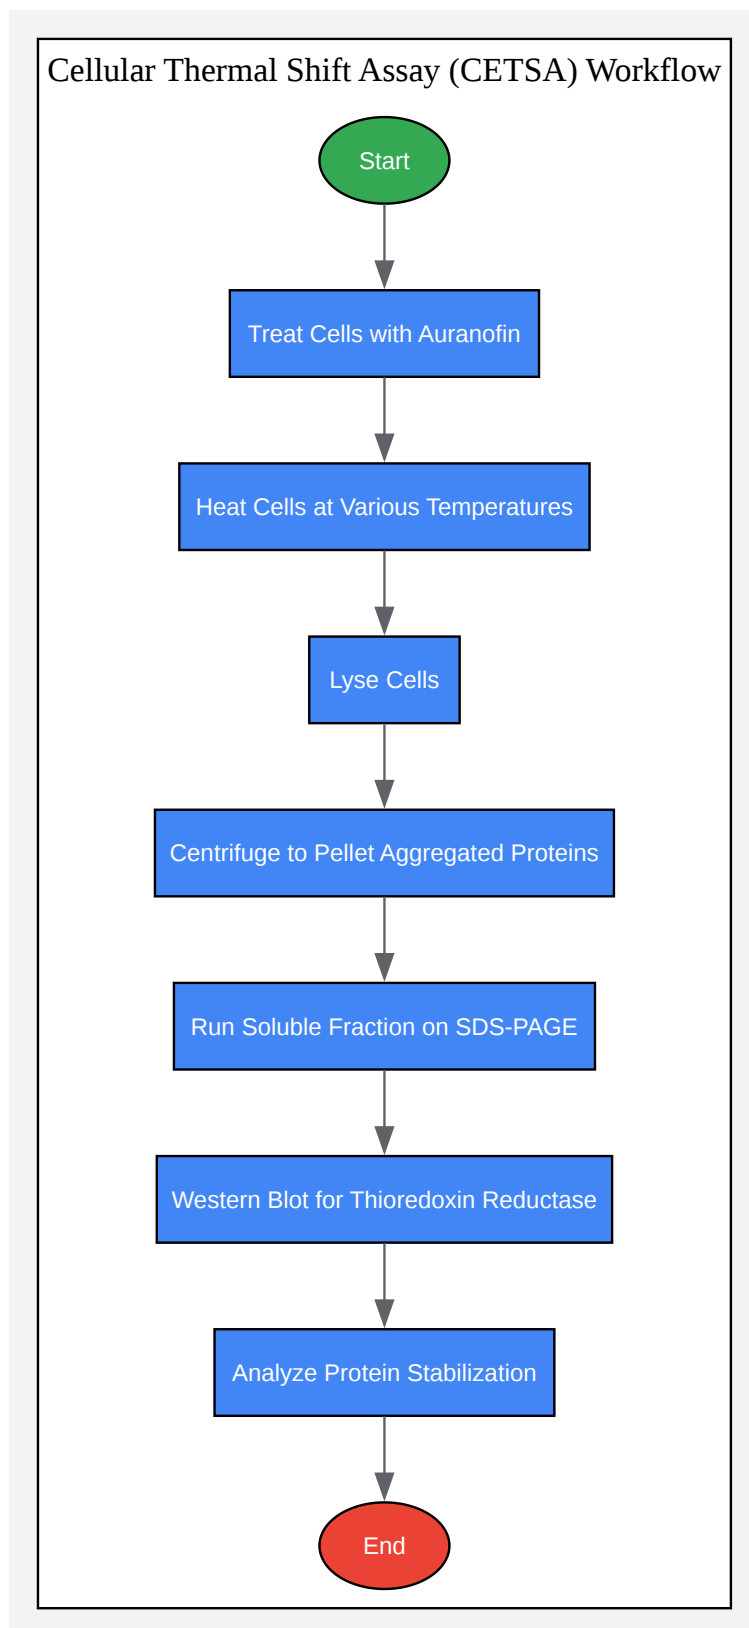 Cellular Thermal Shift Assay (CETSA) Workflow
Start
Treat Cells with Auranofin
Heat Cells at Various Temperatures
Lyse Cells
Centrifuge to Pellet Aggregated Proteins
Run Soluble Fraction on SDS-PAGE
Western Blot for Thioredoxin Reductase
Analyze Protein Stabilization
End